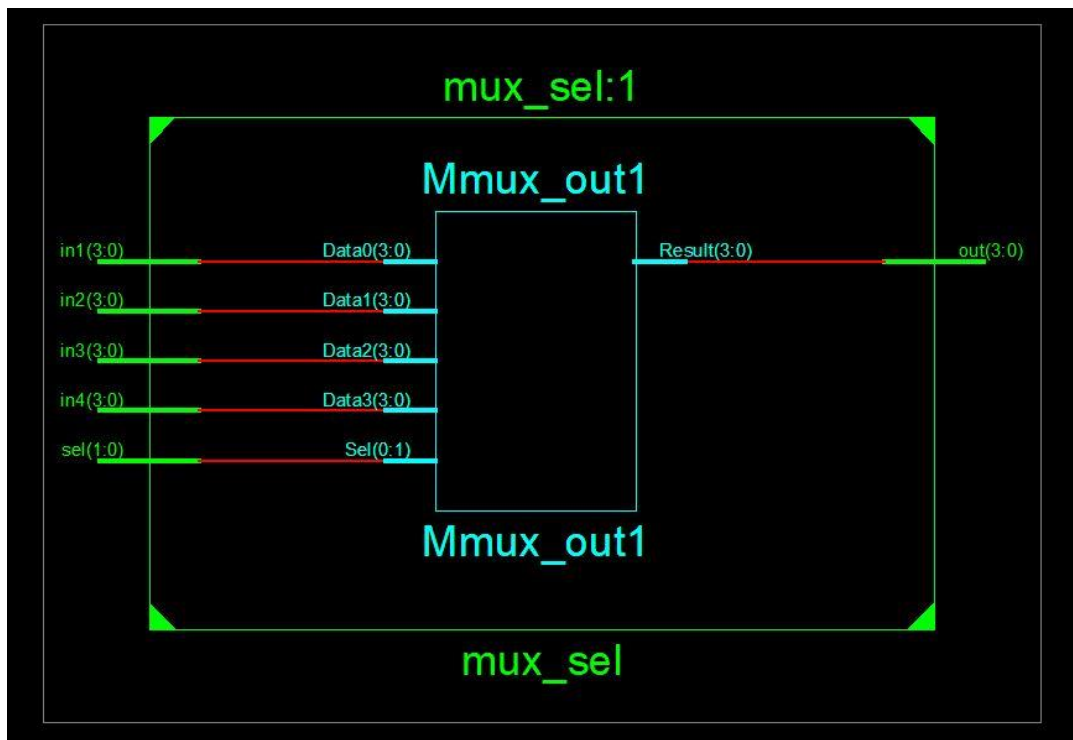 mux_sel:1
Mmux_out1
in1(3:0) Data0(3:0) Result(3:0) out(3:0)
in2(3:0) Data1(3:0)
in3(3:0) Data2(3:0)
in4(3:0) Data3(3:0)
sel(1:0) Sel(0:1)
Mmux_out1
mux_sel